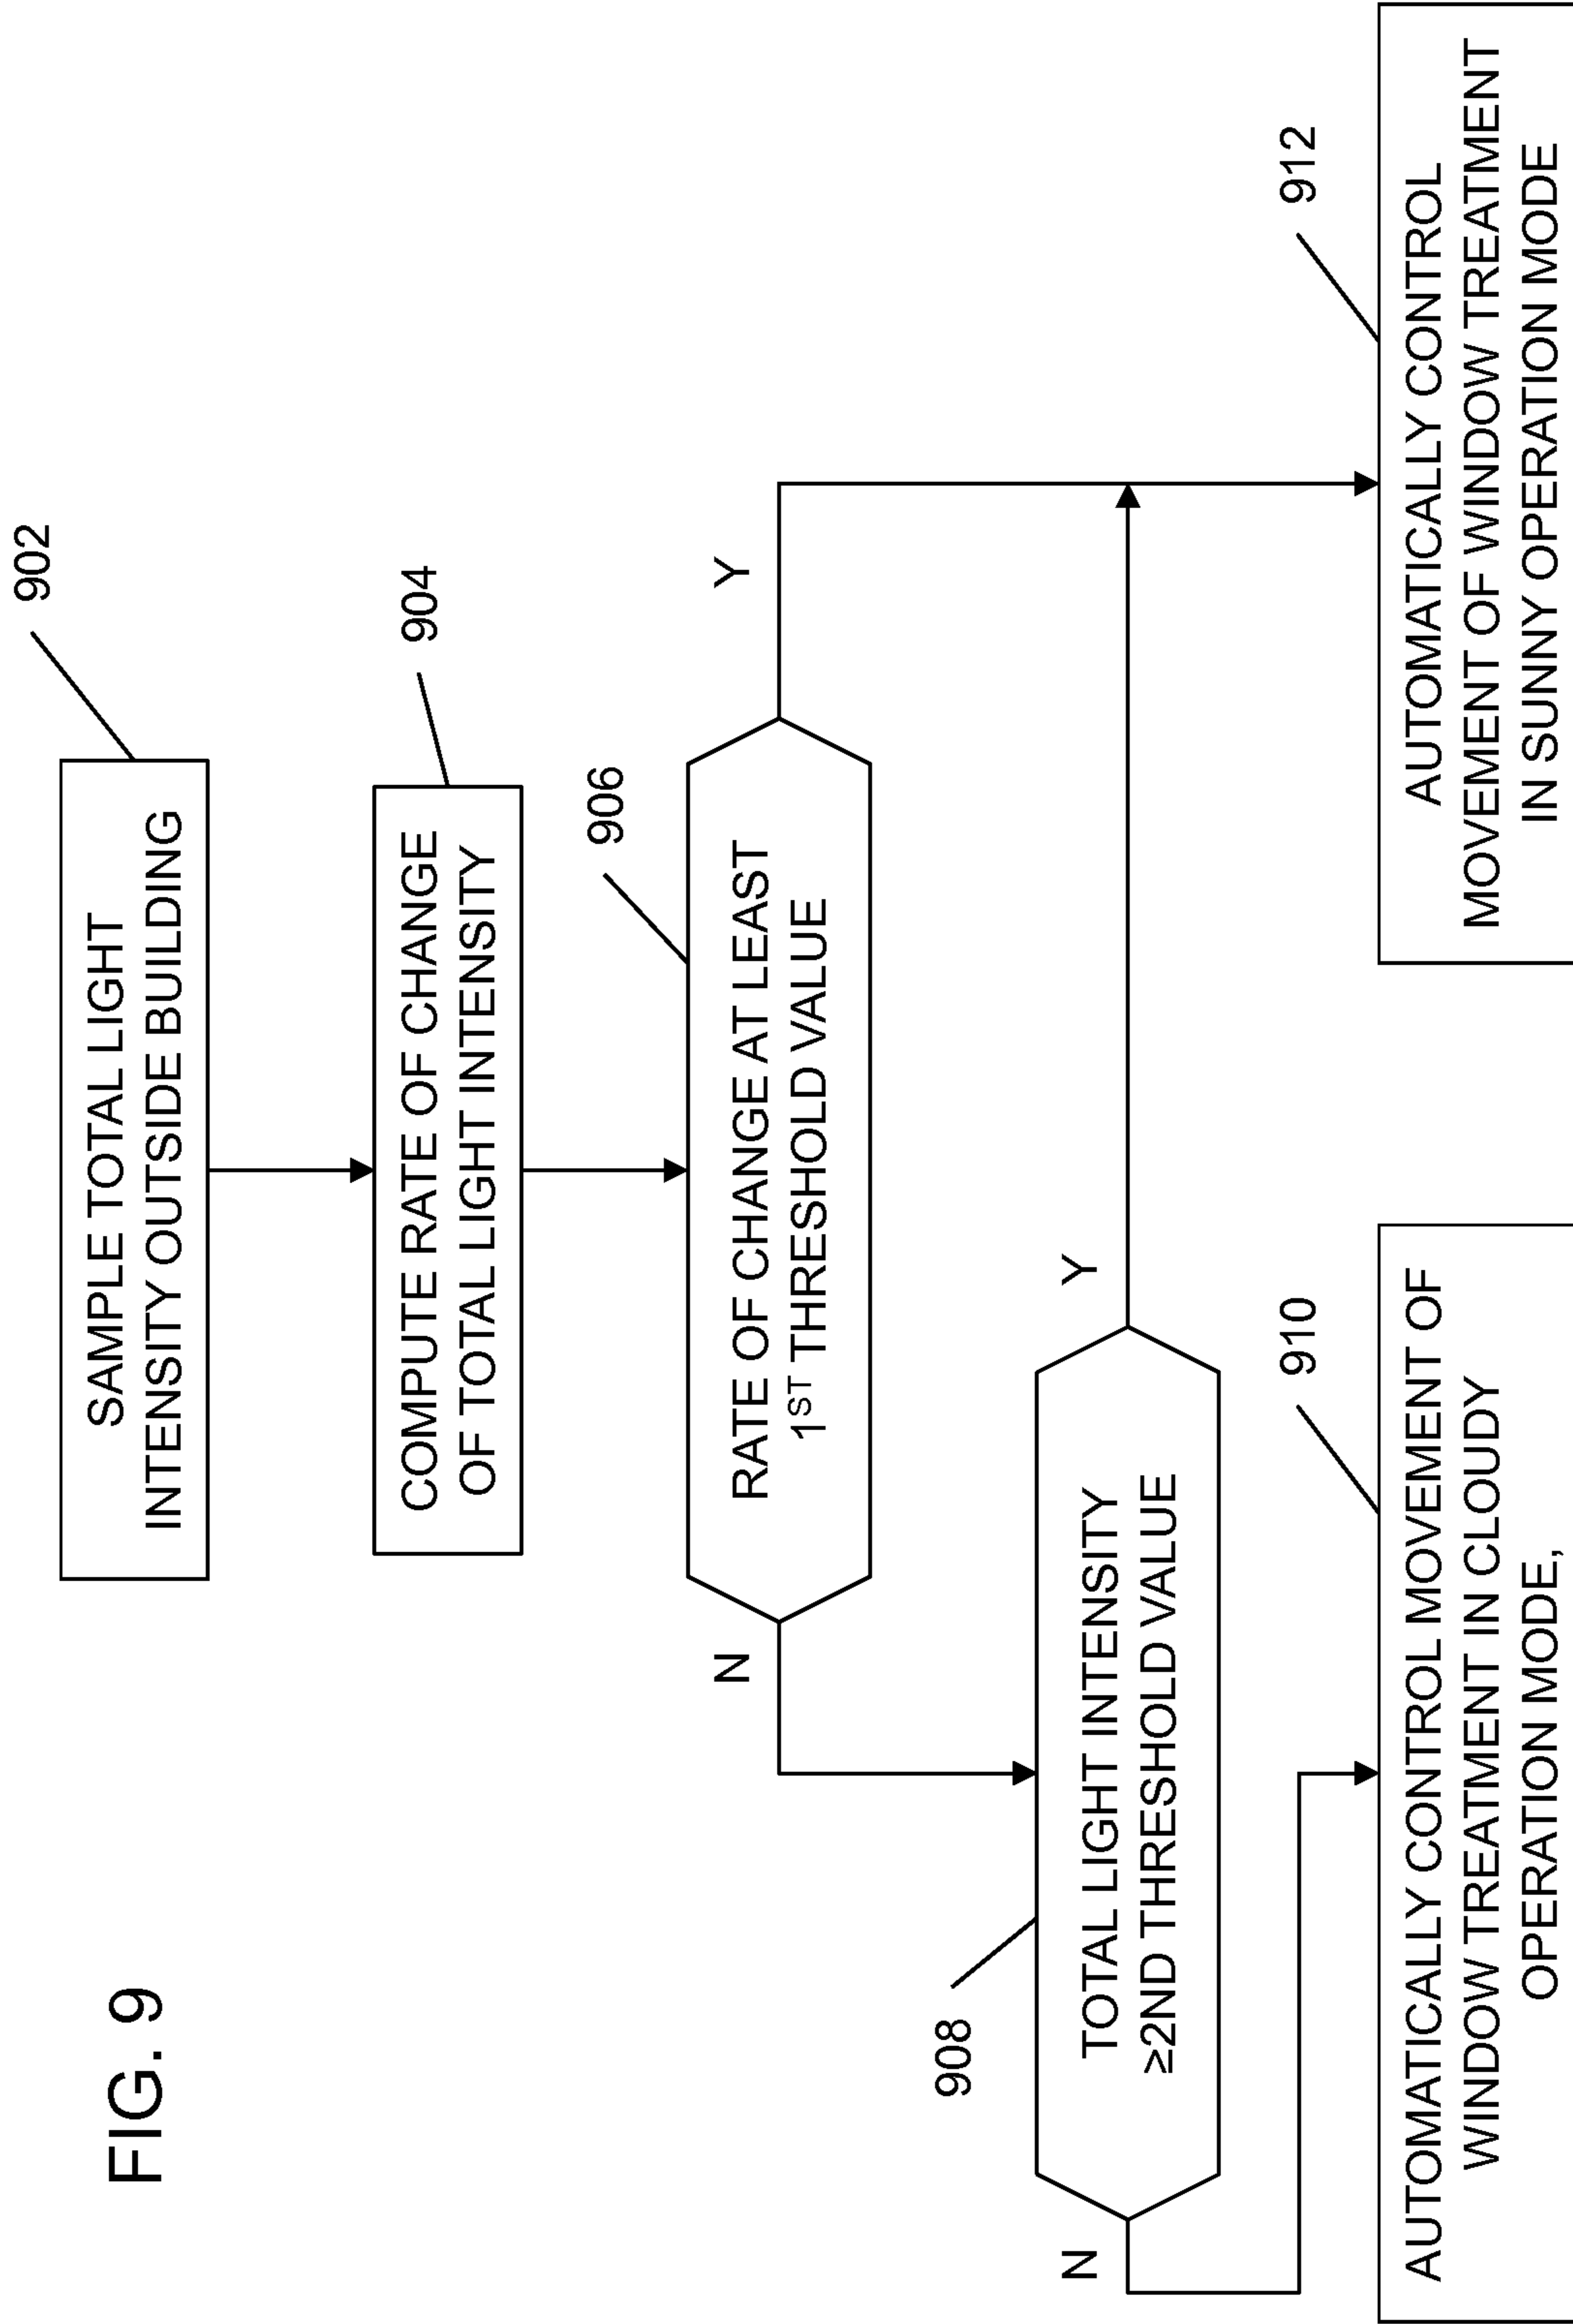 FIG. 9
902
SAMPLE TOTAL LIGHT
INTENSITY OUTSIDE BUILDING
904
COMPUTE RATE OF CHANGE
OF TOTAL LIGHT INTENSITY
906
RATE OF CHANGE AT LEAST
1ST THRESHOLD VALUE
N
Y
908
TOTAL LIGHT INTENSITY
≥2ND THRESHOLD VALUE
N
Y
910
AUTOMATICALLY CONTROL MOVEMENT OF
WINDOW TREATMENT IN CLOUDY
OPERATION MODE,
912
AUTOMATICALLY CONTROL
MOVEMENT OF WINDOW TREATMENT
IN SUNNY OPERATION MODE